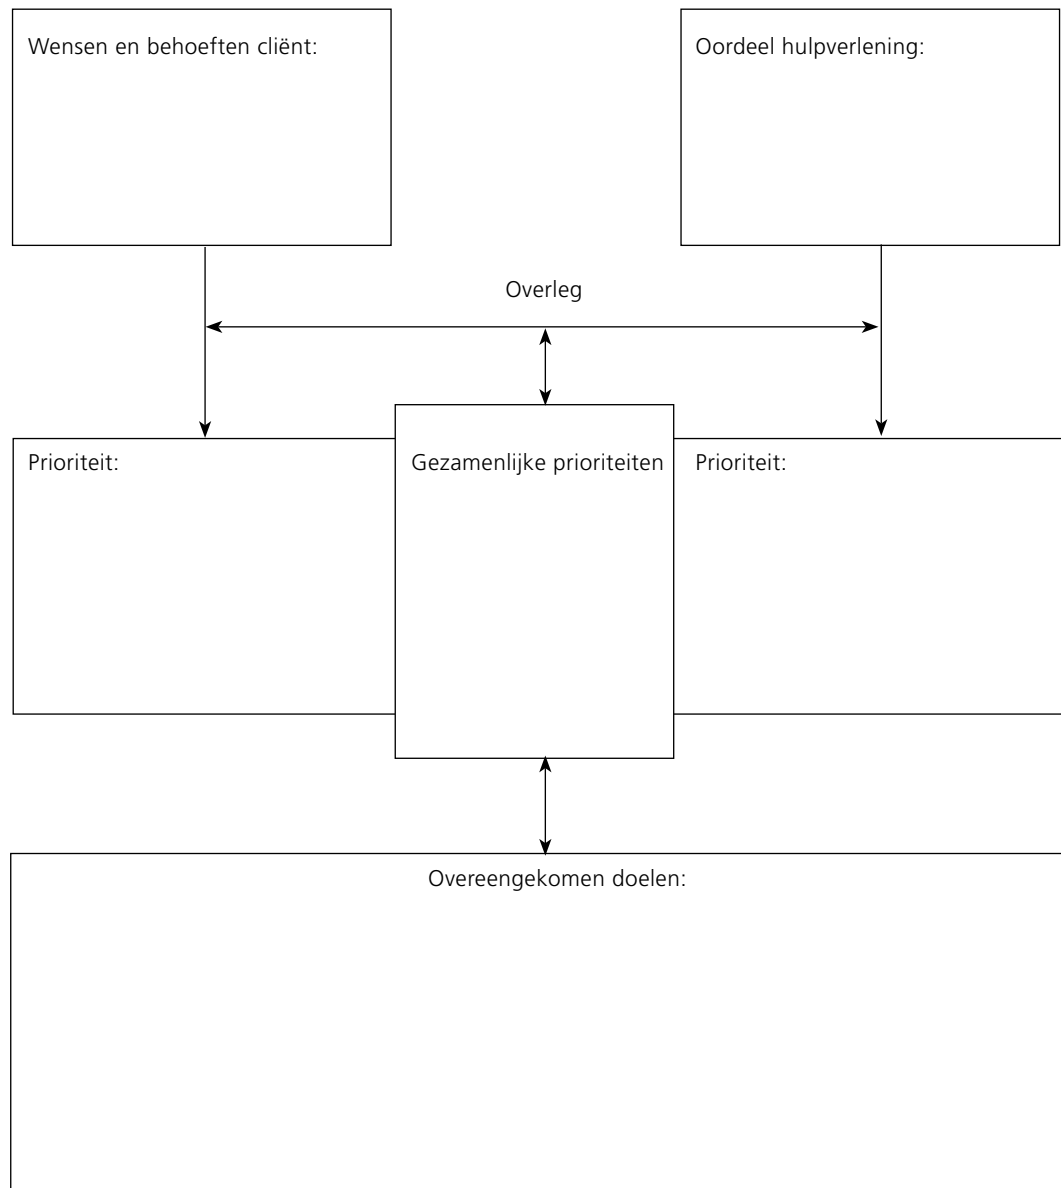 Wensen en behoeften cliënt:
Oordeel hulpverlening:
Overleg
Prioriteit:
Gezamenlijke prioriteiten
Prioriteit:
Overeengekomen doelen: